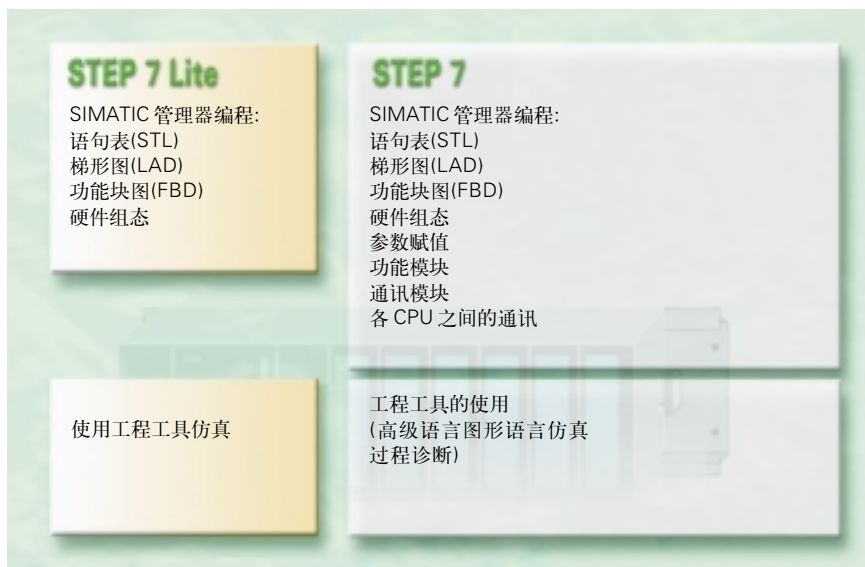 STEP 7 Lite
SIMATIC 管理器编程:
语句表(STL)
梯形图(LAD)
功能块图(FBD)
硬件组态
STEP 7
SIMATIC 管理器编程:
语句表(STL)
梯形图(LAD)
功能块图(FBD)
硬件组态
参数赋值
功能模块
通讯模块
各 CPU 之间的通讯
使用工程工具仿真
工程工具的使用
(高级语言图形语言仿真
过程诊断)